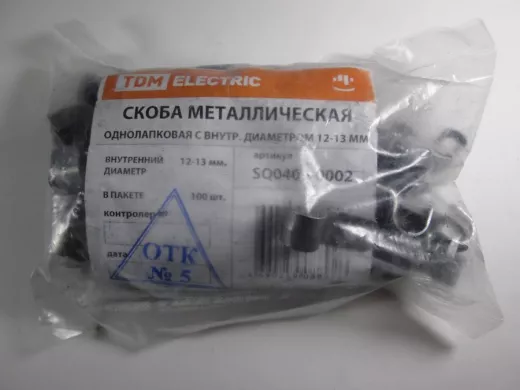 TDM ELECTRIC
СКОБА МЕТАЛЛИЧЕСКАЯ
ОДНОЛАПКОВАЯ С ВНУТР. ДИАМЕТРОМ 12-13 ММ
ВНУТРЕННИЙ ДИАМЕТР 12-13 мм.
артикул
В ПАКЕТЕ 100 шт.
контролер №
дата
ОТК
№ 5